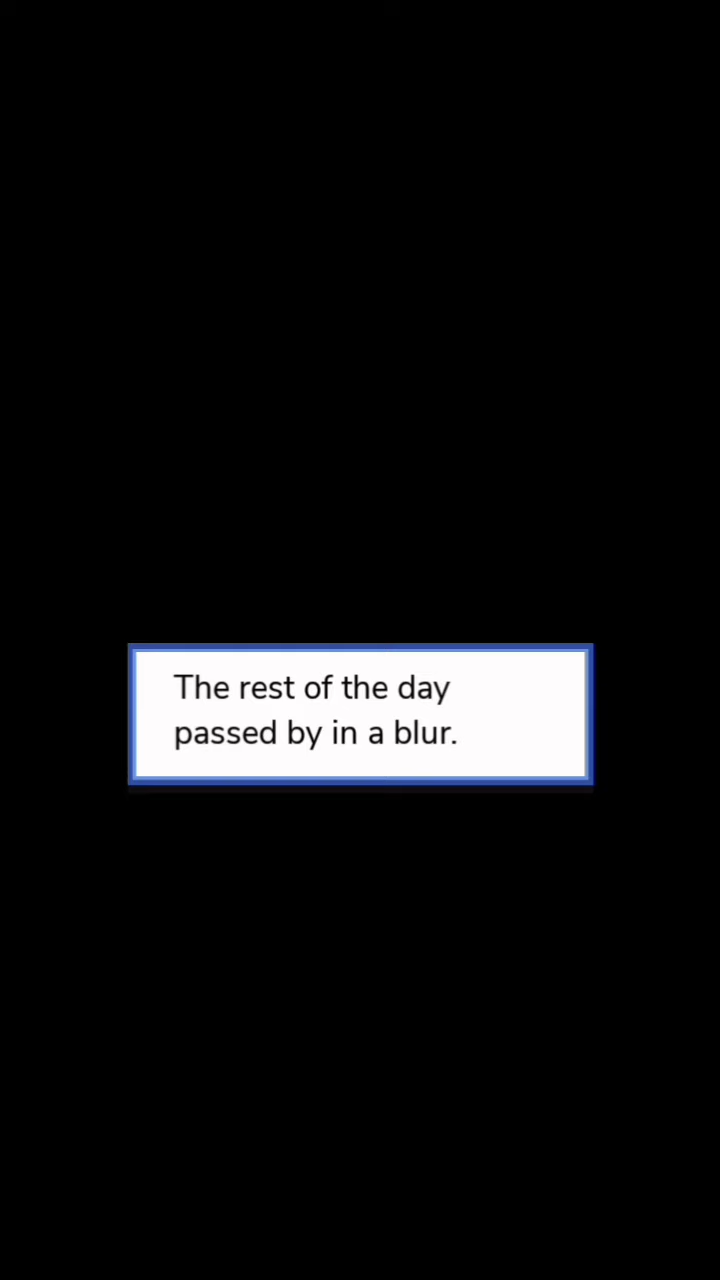 The rest of the day
passed by in a blur.